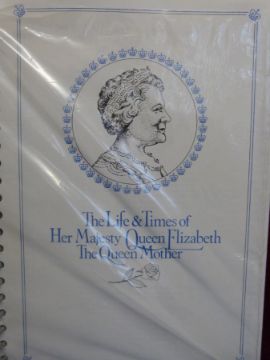 The Life & Times of
Her Majesty Queen Elizabeth
The Queen Mother